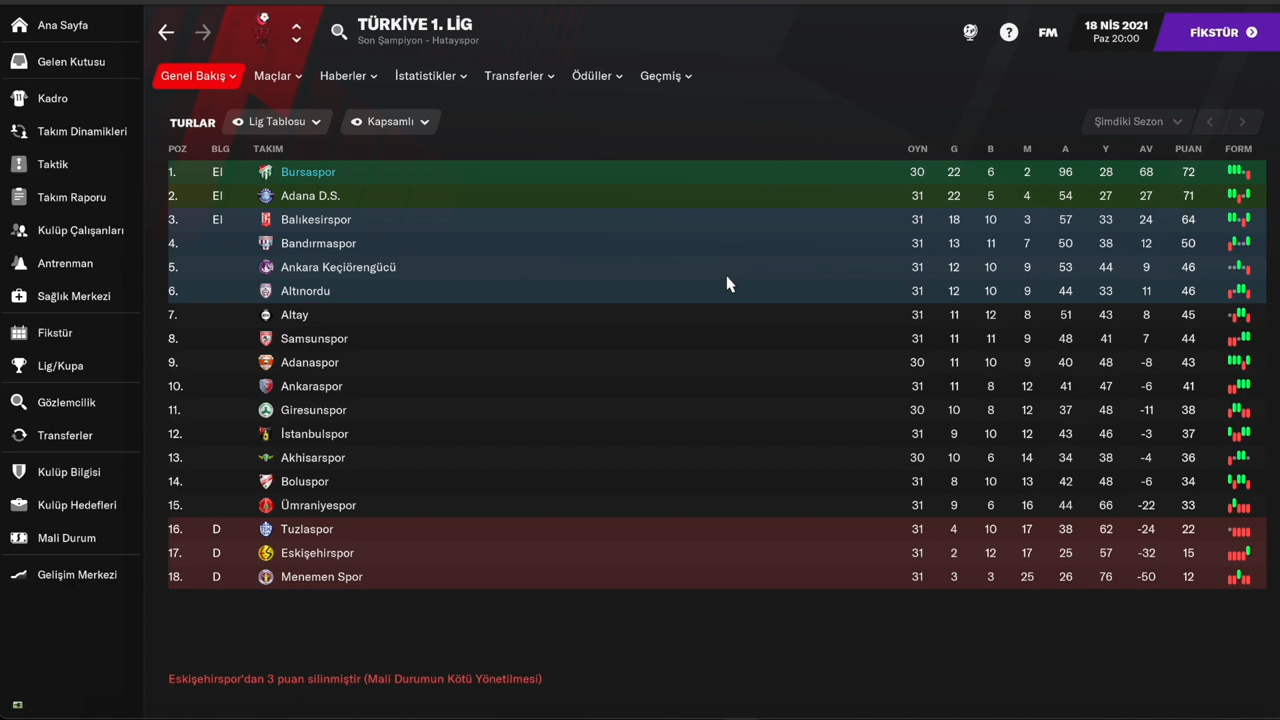 Ana Sayfa
Gelen Kutusu
Kadro
Takım Dinamikleri
Taktik
Takım Raporu
Kulüp Çalışanları
Antrenman
Sağlık Merkezi
Fikstür
Lig/Kupa
Gözlemcilik
Transferler
Kulüp Bilgisi
Kulüp Hedefleri
Mali Durum
Gelişim Merkezi
TÜRKİYE 1. LİG
Son Şampiyon - Hatayspor
? FM 18 NİS 2021 Paz 20:00 FİKSTÜR
Genel Bakış Maçlar Haberler İstatistikler Transferler Ödüller Geçmiş
TURLAR Lig Tablosu Kapsamlı Şimdiki Sezon
POZ BLG TAKIM OYN G B M A Y AV PUAN FORM
1. El Bursaspor 30 22 6 2 96 28 68 72
2. El Adana D.S. 31 22 5 4 54 27 27 71
3. El Balıkesirspor 31 18 10 3 57 33 24 64
4. Bandırmaspor 31 13 11 7 50 38 12 50
5. Ankara Keçiörengücü 31 12 10 9 53 44 9 46
6. Altınordu 31 12 10 9 44 33 11 46
7. Altay 31 11 12 8 51 43 8 45
8. Samsunspor 31 11 11 9 48 41 7 44
9. Adanaspor 30 11 10 9 40 48 -8 43
10. Ankaraspor 31 11 8 12 41 47 -6 41
11. Giresunspor 30 10 8 12 37 48 -11 38
12. İstanbulspor 31 9 10 12 43 46 -3 37
13. Akhisarspor 30 10 6 14 34 38 -4 36
14. Boluspor 31 8 10 13 42 48 -6 34
15. Ümraniyespor 31 9 6 16 44 66 -22 33
16. D Tuzlaspor 31 4 10 17 38 62 -24 22
17. D Eskişehirspor 31 2 12 17 25 57 -32 15
18. D Menemen Spor 31 3 3 25 26 76 -50 12
Eskişehirspor'dan 3 puan silinmiştir (Mali Durumun Kötü Yönetilmesi)